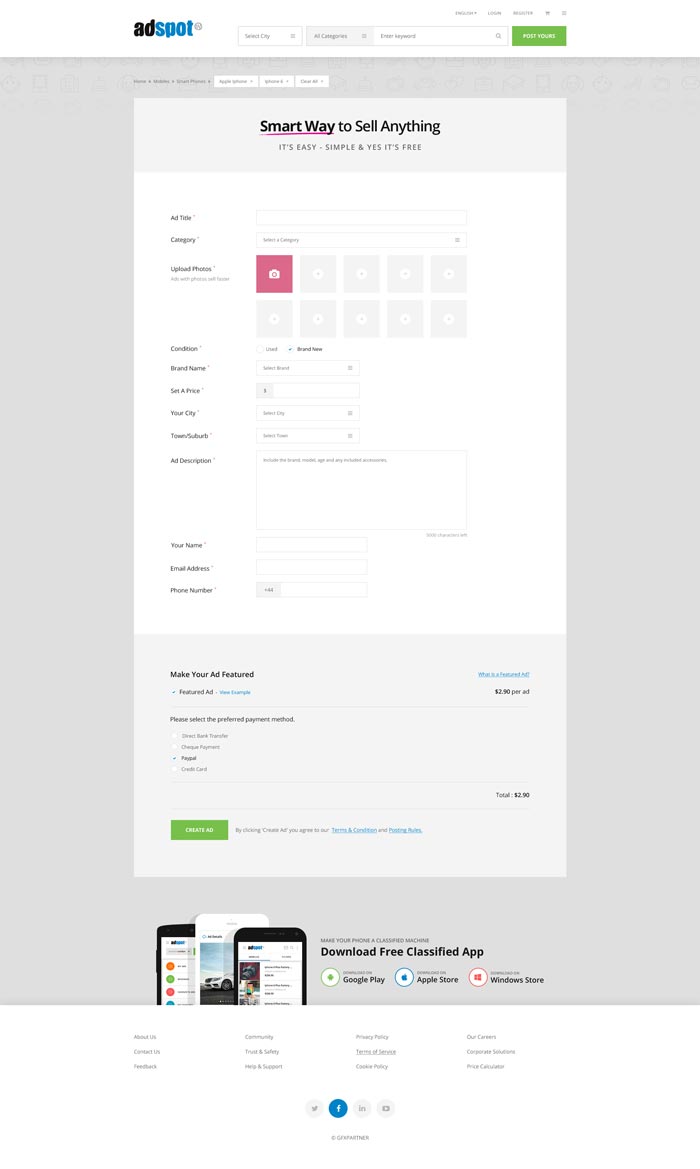 ENGLISH LOGIN REGISTER
adspot
Select City All Categories Enter keyword POST YOURS
Home Mobiles Smart Phones Apple Iphone × Iphone 6 × Clear All ×
Smart Way to Sell Anything
IT'S EASY - SIMPLE & YES IT'S FREE
Ad Title *
Category * Select a Category
Upload Photos *
Ads with photos sell faster
Condition * Used Brand New
Brand Name * Select Brand
Set A Price * $
Your City * Select City
Town/Suburb * Select Town
Ad Description * Include the brand, model, age and any included accessories.
5000 characters left
Your Name *
Email Address *
Phone Number * +44
Make Your Ad Featured What is a Featured Ad?
Featured Ad - View Example $2.90 per ad
Please select the preferred payment method.
Direct Bank Transfer
Cheque Payment
Paypal
Credit Card
Total : $2.90
CREATE AD By clicking 'Create Ad' you agree to our Terms & Condition and Posting Rules.
adspot
Ad Details
adspot
MAKE YOUR PHONE A CLASSIFIED MACHINE
Download Free Classified App
DOWNLOAD ON DOWNLOAD ON DOWNLOAD ON
Google Play Apple Store Windows Store
About Us Community Privacy Policy Our Careers
Contact Us Trust & Safety Terms of Service Corporate Solutions
Feedback Help & Support Cookie Policy Price Calculator
© GFXPARTNER